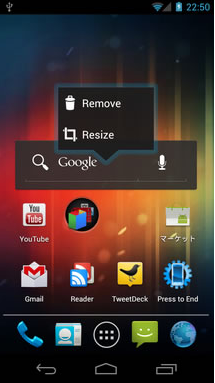 22:50
Remove
Resize
Google
YouTube
マーケット
Gmail
Reader
TweetDeck
Press to End